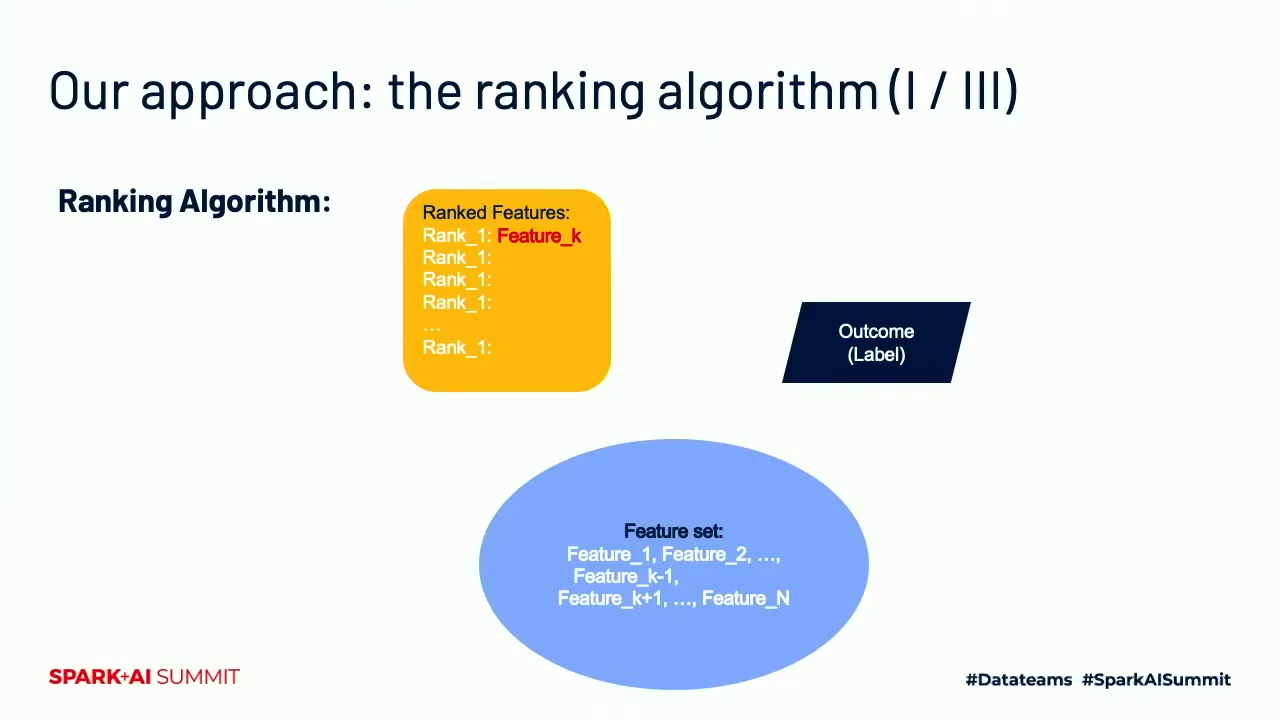 Our approach: the ranking algorithm (I / III)
Ranking Algorithm:
Ranked Features:
Rank_1: Feature_k
Rank_1:
Rank_1:
Rank_1:
…
Rank_1:
Outcome
(Label)
Feature set:
Feature_1, Feature_2, …,
Feature_k-1,
Feature_k+1, …, Feature_N
SPARK+AI SUMMIT
#Datateams #SparkAISummit